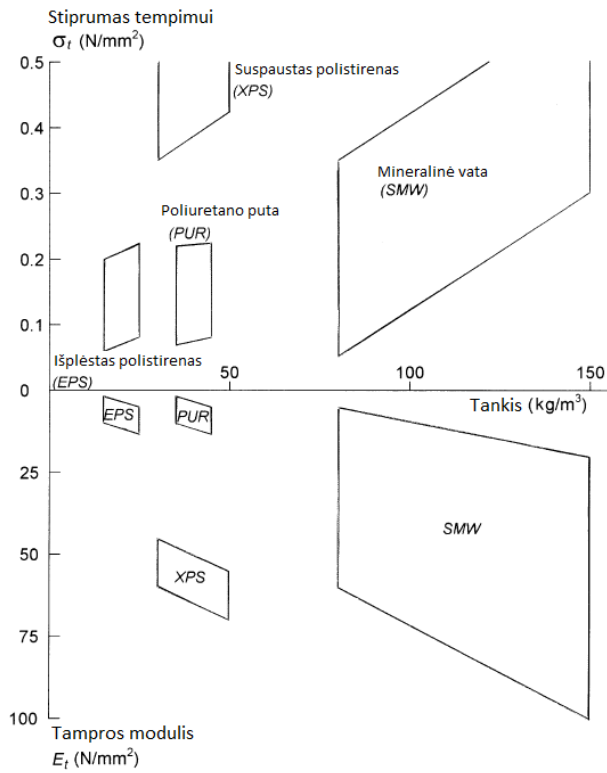 Stiprumas tempimui
σt (N/mm²)
0.5
Suspaustas polistirenas
(XPS)
0.4
0.3
Mineralinė vata
(SMW)
Poliuretano puta
(PUR)
0.2
0.1
Išplėstas polistirenas
(EPS)
50
100
150
0
Tankis (kg/m³)
EPS
PUR
25
SMW
50
XPS
75
100
Tampros modulis
Et (N/mm²)